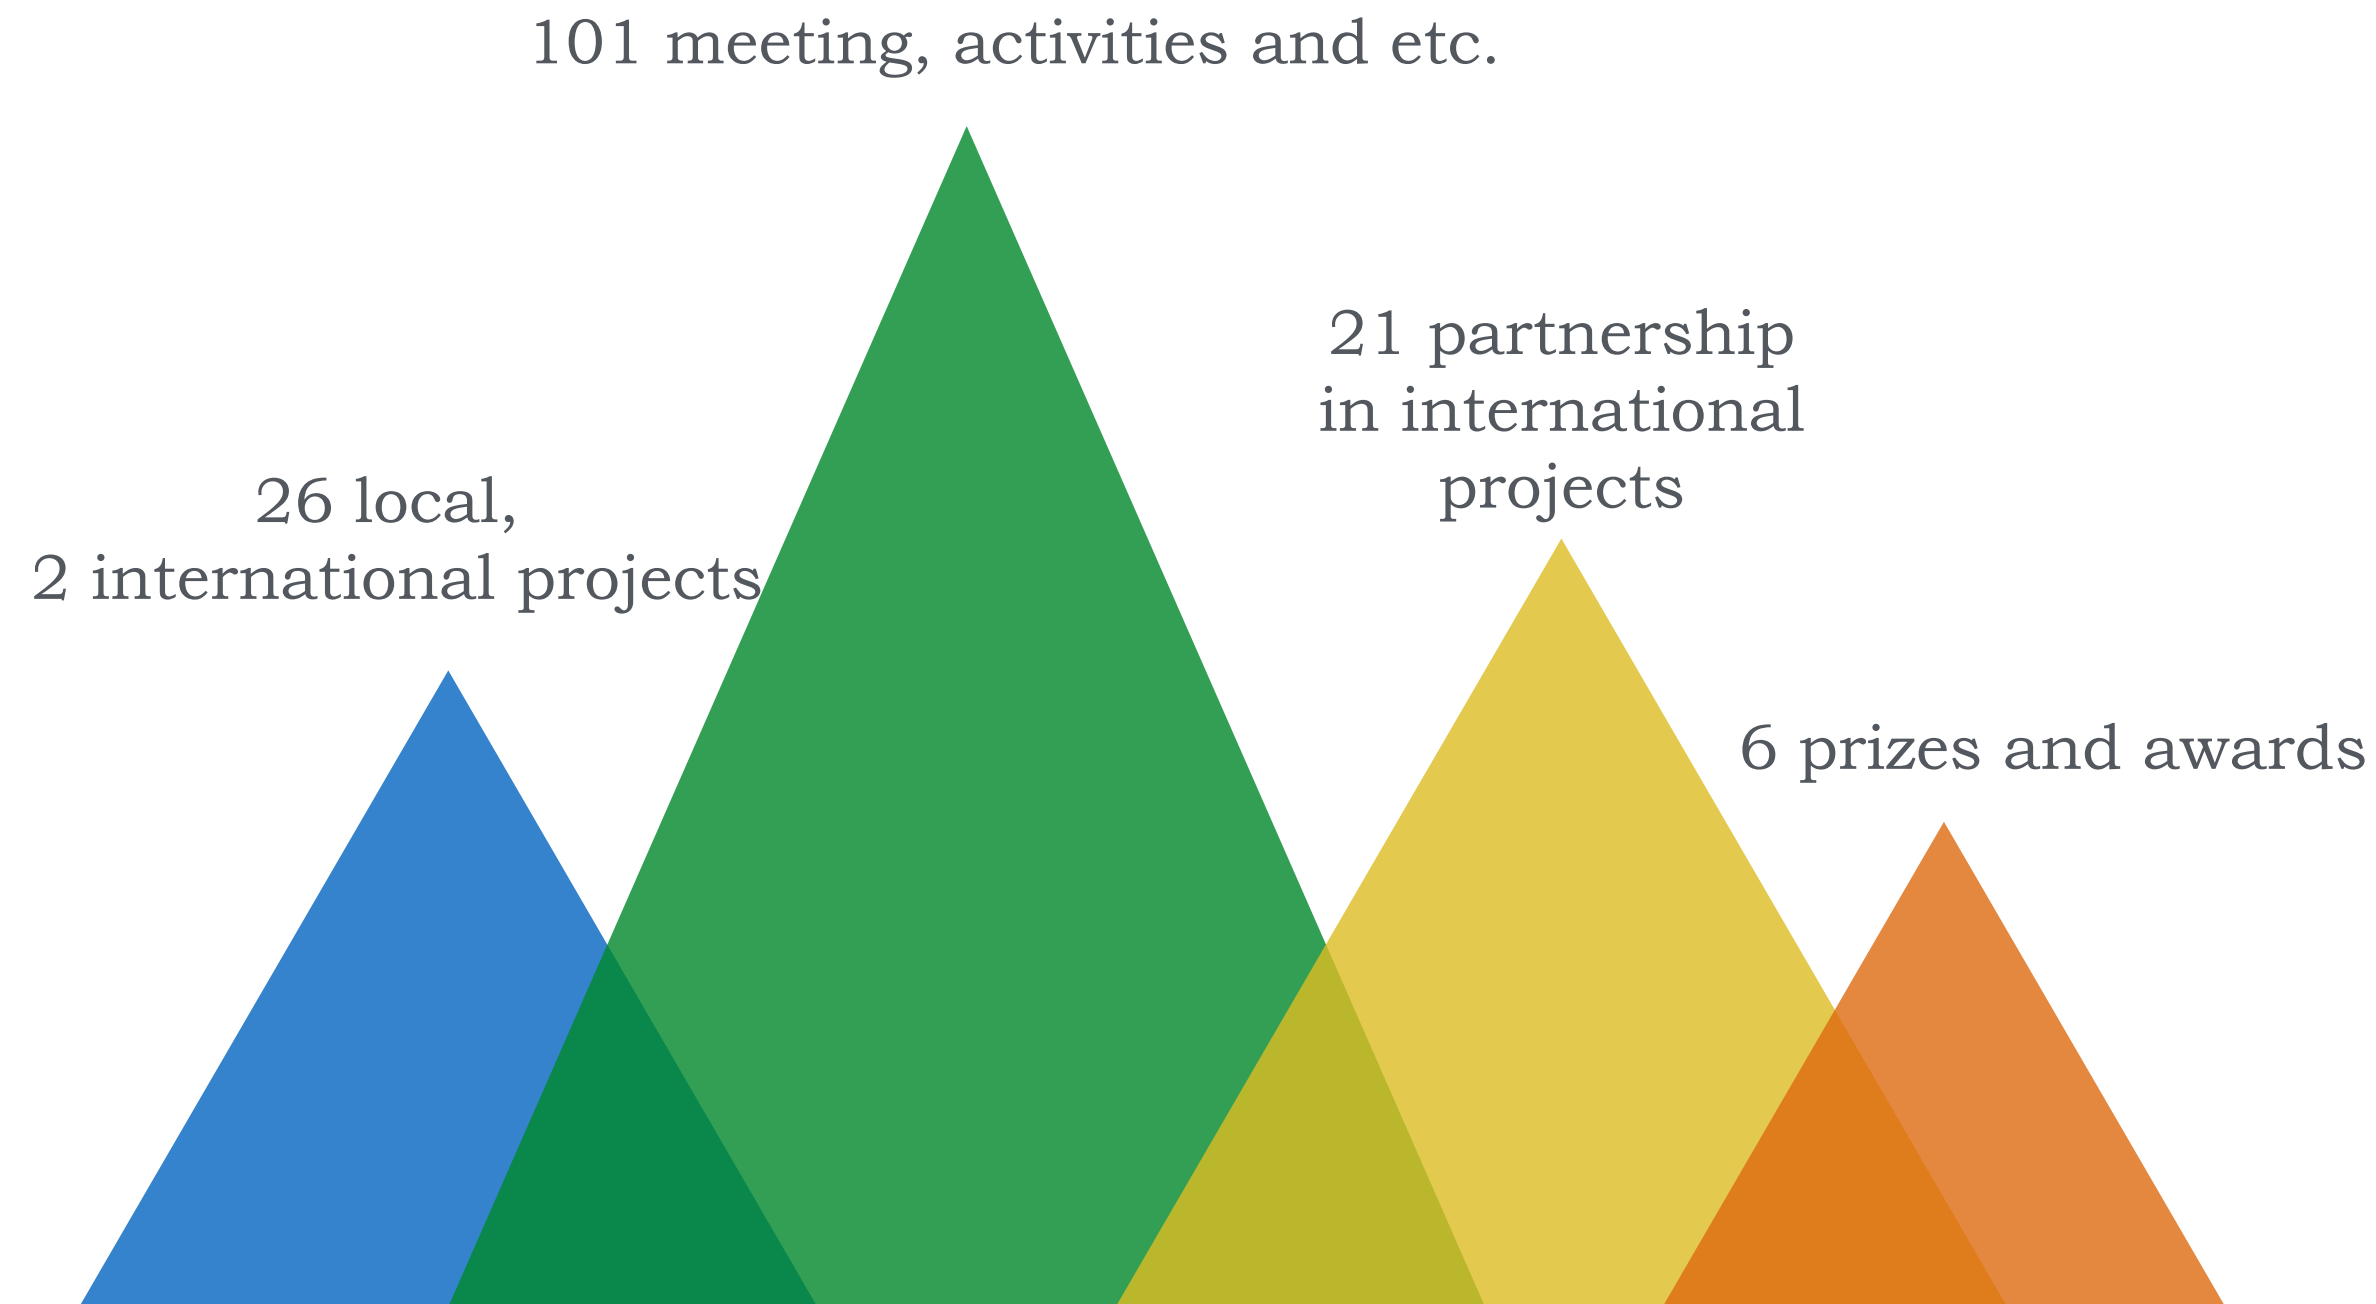 101 meeting, activities and etc.
26 local,
2 international projects
21 partnership
in international
projects
6 prizes and awards